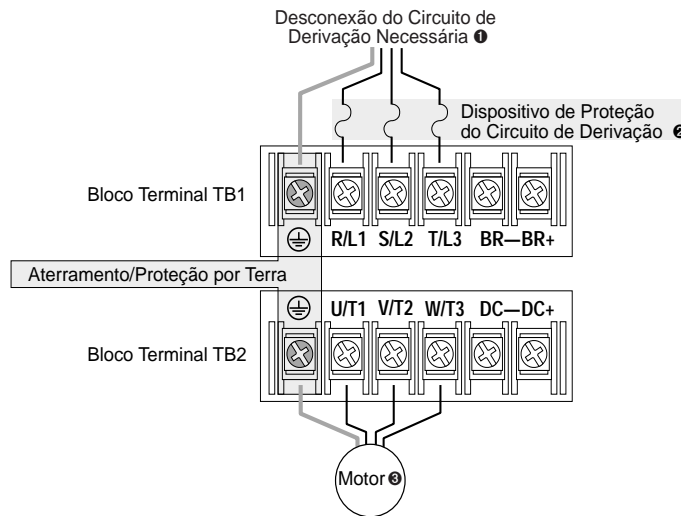 Desconexão do Circuito de
Derivação Necessária ❶
Dispositivo de Proteção
do Circuito de Derivação ❷
Bloco Terminal TB1
R/L1 S/L2 T/L3 BR—BR+
Aterramento/Proteção por Terra
U/T1 V/T2 W/T3 DC—DC+
Bloco Terminal TB2
Motor ❸